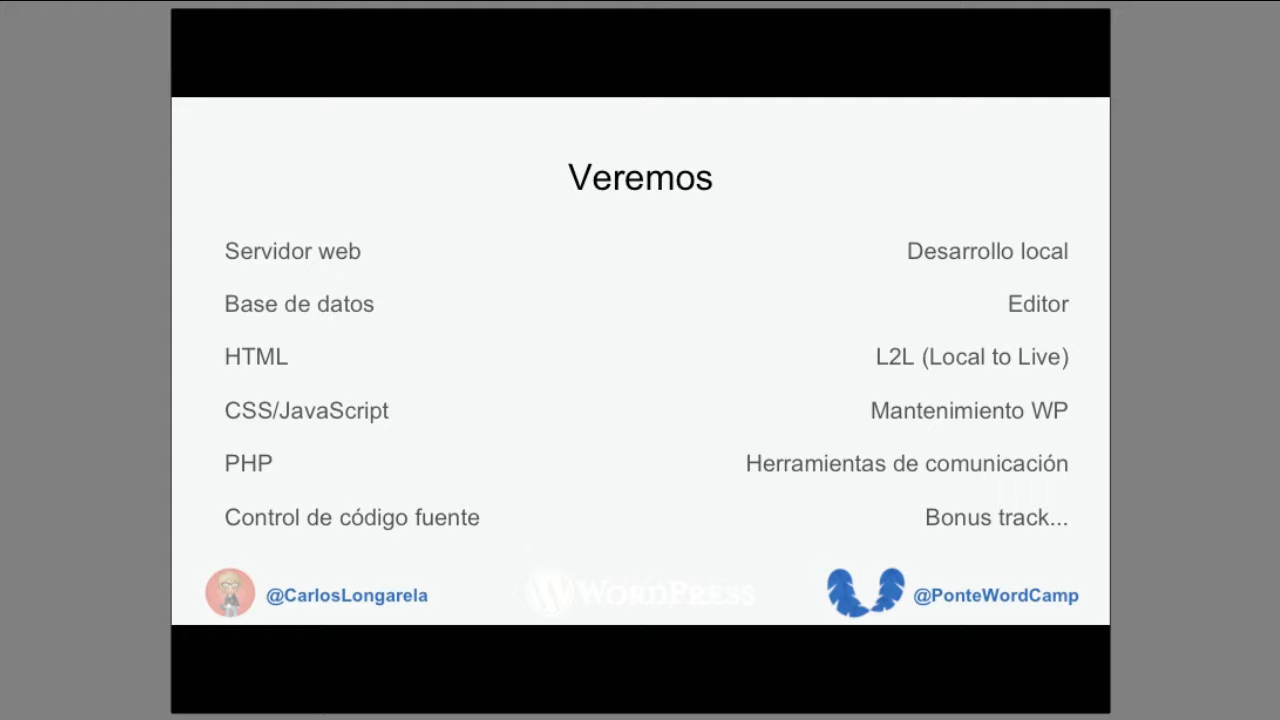 Veremos
Servidor web
Base de datos
HTML
CSS/JavaScript
PHP
Control de código fuente
Desarrollo local
Editor
L2L (Local to Live)
Mantenimiento WP
Herramientas de comunicación
Bonus track...
@CarlosLongarela
WORDPRESS
@PonteWordCamp